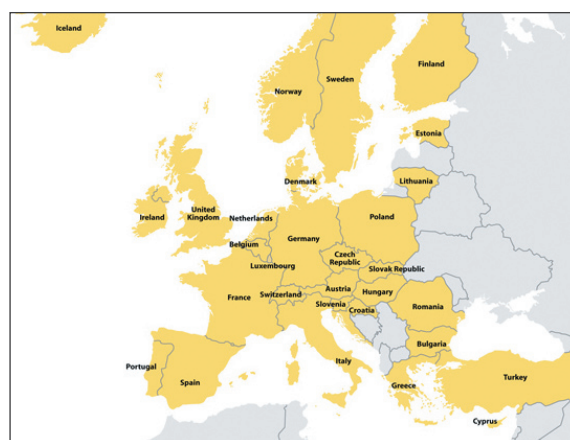 Iceland
Finland
Sweden
Norway
Estonia
Denmark
Lithuania
United
Kingdom
Ireland
Netherlands
Poland
Belgium
Germany
Czech
Republic
Luxembourg
Slovak Republic
Austria
Hungary
France
Switzerland
Slovenia
Romania
Croatia
Bulgaria
Italy
Portugal
Spain
Turkey
Greece
Cyprus